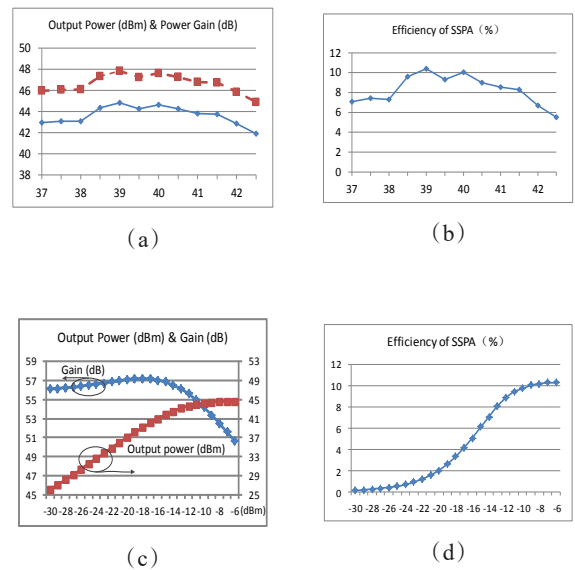 Output Power (dBm) & Power Gain (dB)
50
48
46
44
42
40
38
37 38 39 40 41 42
(a)
Efficiency of SSPA（%）
12
10
8
6
4
2
0
37 38 39 40 41 42
(b)
Output Power (dBm) & Gain (dB)
59 53
Gain (dB)
57 49
55 45
53 41
51 37
Output power (dBm)
49 33
47 29
45 25
-30 -28 -26 -24 -22 -20 -18 -16 -14 -12 -10 -8 -6 (dBm)
(c)
Efficiency of SSPA（%）
12
10
8
6
4
2
0
-30 -28 -26 -24 -22 -20 -18 -16 -14 -12 -10 -8 -6
(d)